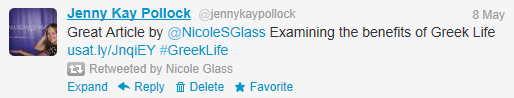 Jenny Kay Pollock @jennykaypollock 8 May
Great Article by @NicoleSGlass Examining the benefits of Greek Life
usat.ly/JnqiEY #GreekLife
Retweeted by Nicole Glass
Expand Reply Delete Favorite